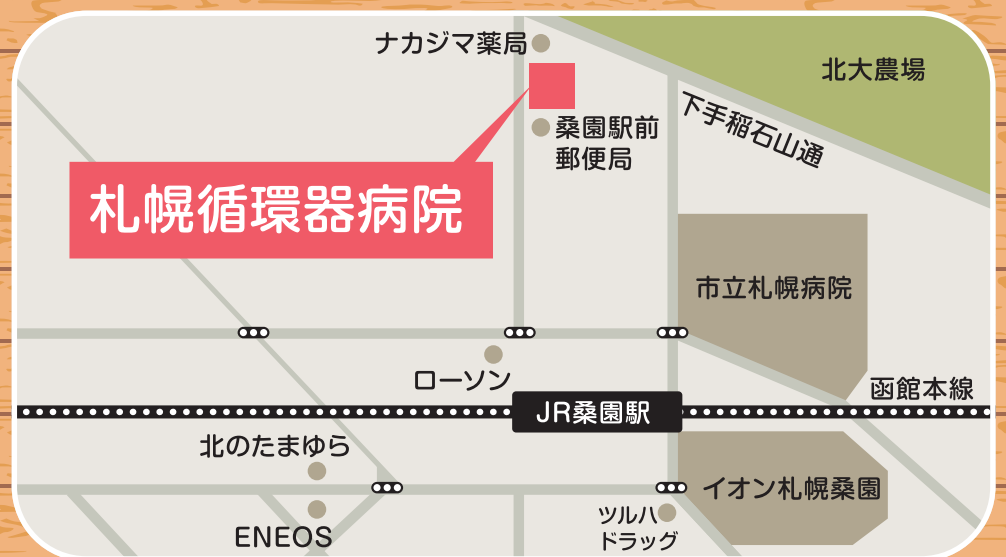 ナカジマ薬局
北大農場
下手稲石山通
桑園駅前
郵便局
札幌循環器病院
市立札幌病院
ローソン
函館本線
JR桑園駅
北のたまゆら
イオン札幌桑園
ツルハ
ドラッグ
ENEOS